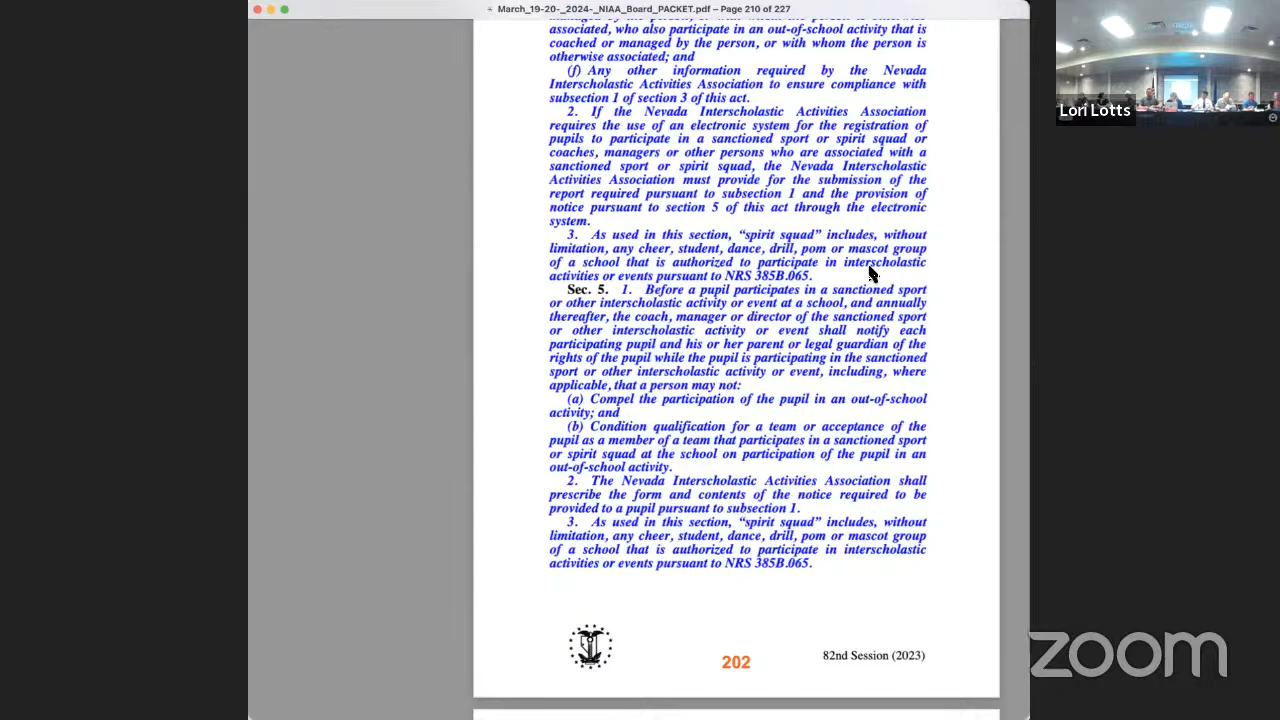 March_19-20-_2024-_NIAA_Board_PACKET.pdf – Page 210 of 227
managed by the person, or with whom the person is otherwise
associated, who also participate in an out-of-school activity that is
coached or managed by the person, or with whom the person is
otherwise associated; and
(f) Any other information required by the Nevada
Interscholastic Activities Association to ensure compliance with
subsection 1 of section 3 of this act.
2. If the Nevada Interscholastic Activities Association
requires the use of an electronic system for the registration of
pupils to participate in a sanctioned sport or spirit squad or
coaches, managers or other persons who are associated with a
sanctioned sport or spirit squad, the Nevada Interscholastic
Activities Association must provide for the submission of the
report required pursuant to subsection 1 and the provision of
notice pursuant to section 5 of this act through the electronic
system.
3. As used in this section, “spirit squad” includes, without
limitation, any cheer, student, dance, drill, pom or mascot group
of a school that is authorized to participate in interscholastic
activities or events pursuant to NRS 385B.065.
Sec. 5. 1. Before a pupil participates in a sanctioned sport
or other interscholastic activity or event at a school, and annually
thereafter, the coach, manager or director of the sanctioned sport
or other interscholastic activity or event shall notify each
participating pupil and his or her parent or legal guardian of the
rights of the pupil while the pupil is participating in the sanctioned
sport or other interscholastic activity or event, including, where
applicable, that a person may not:
(a) Compel the participation of the pupil in an out-of-school
activity; and
(b) Condition qualification for a team or acceptance of the
pupil as a member of a team that participates in a sanctioned sport
or spirit squad at the school on participation of the pupil in an
out-of-school activity.
2. The Nevada Interscholastic Activities Association shall
prescribe the form and contents of the notice required to be
provided to a pupil pursuant to subsection 1.
3. As used in this section, “spirit squad” includes, without
limitation, any cheer, student, dance, drill, pom or mascot group
of a school that is authorized to participate in interscholastic
activities or events pursuant to NRS 385B.065.
202
82nd Session (2023)
Lori Lotts
zoom